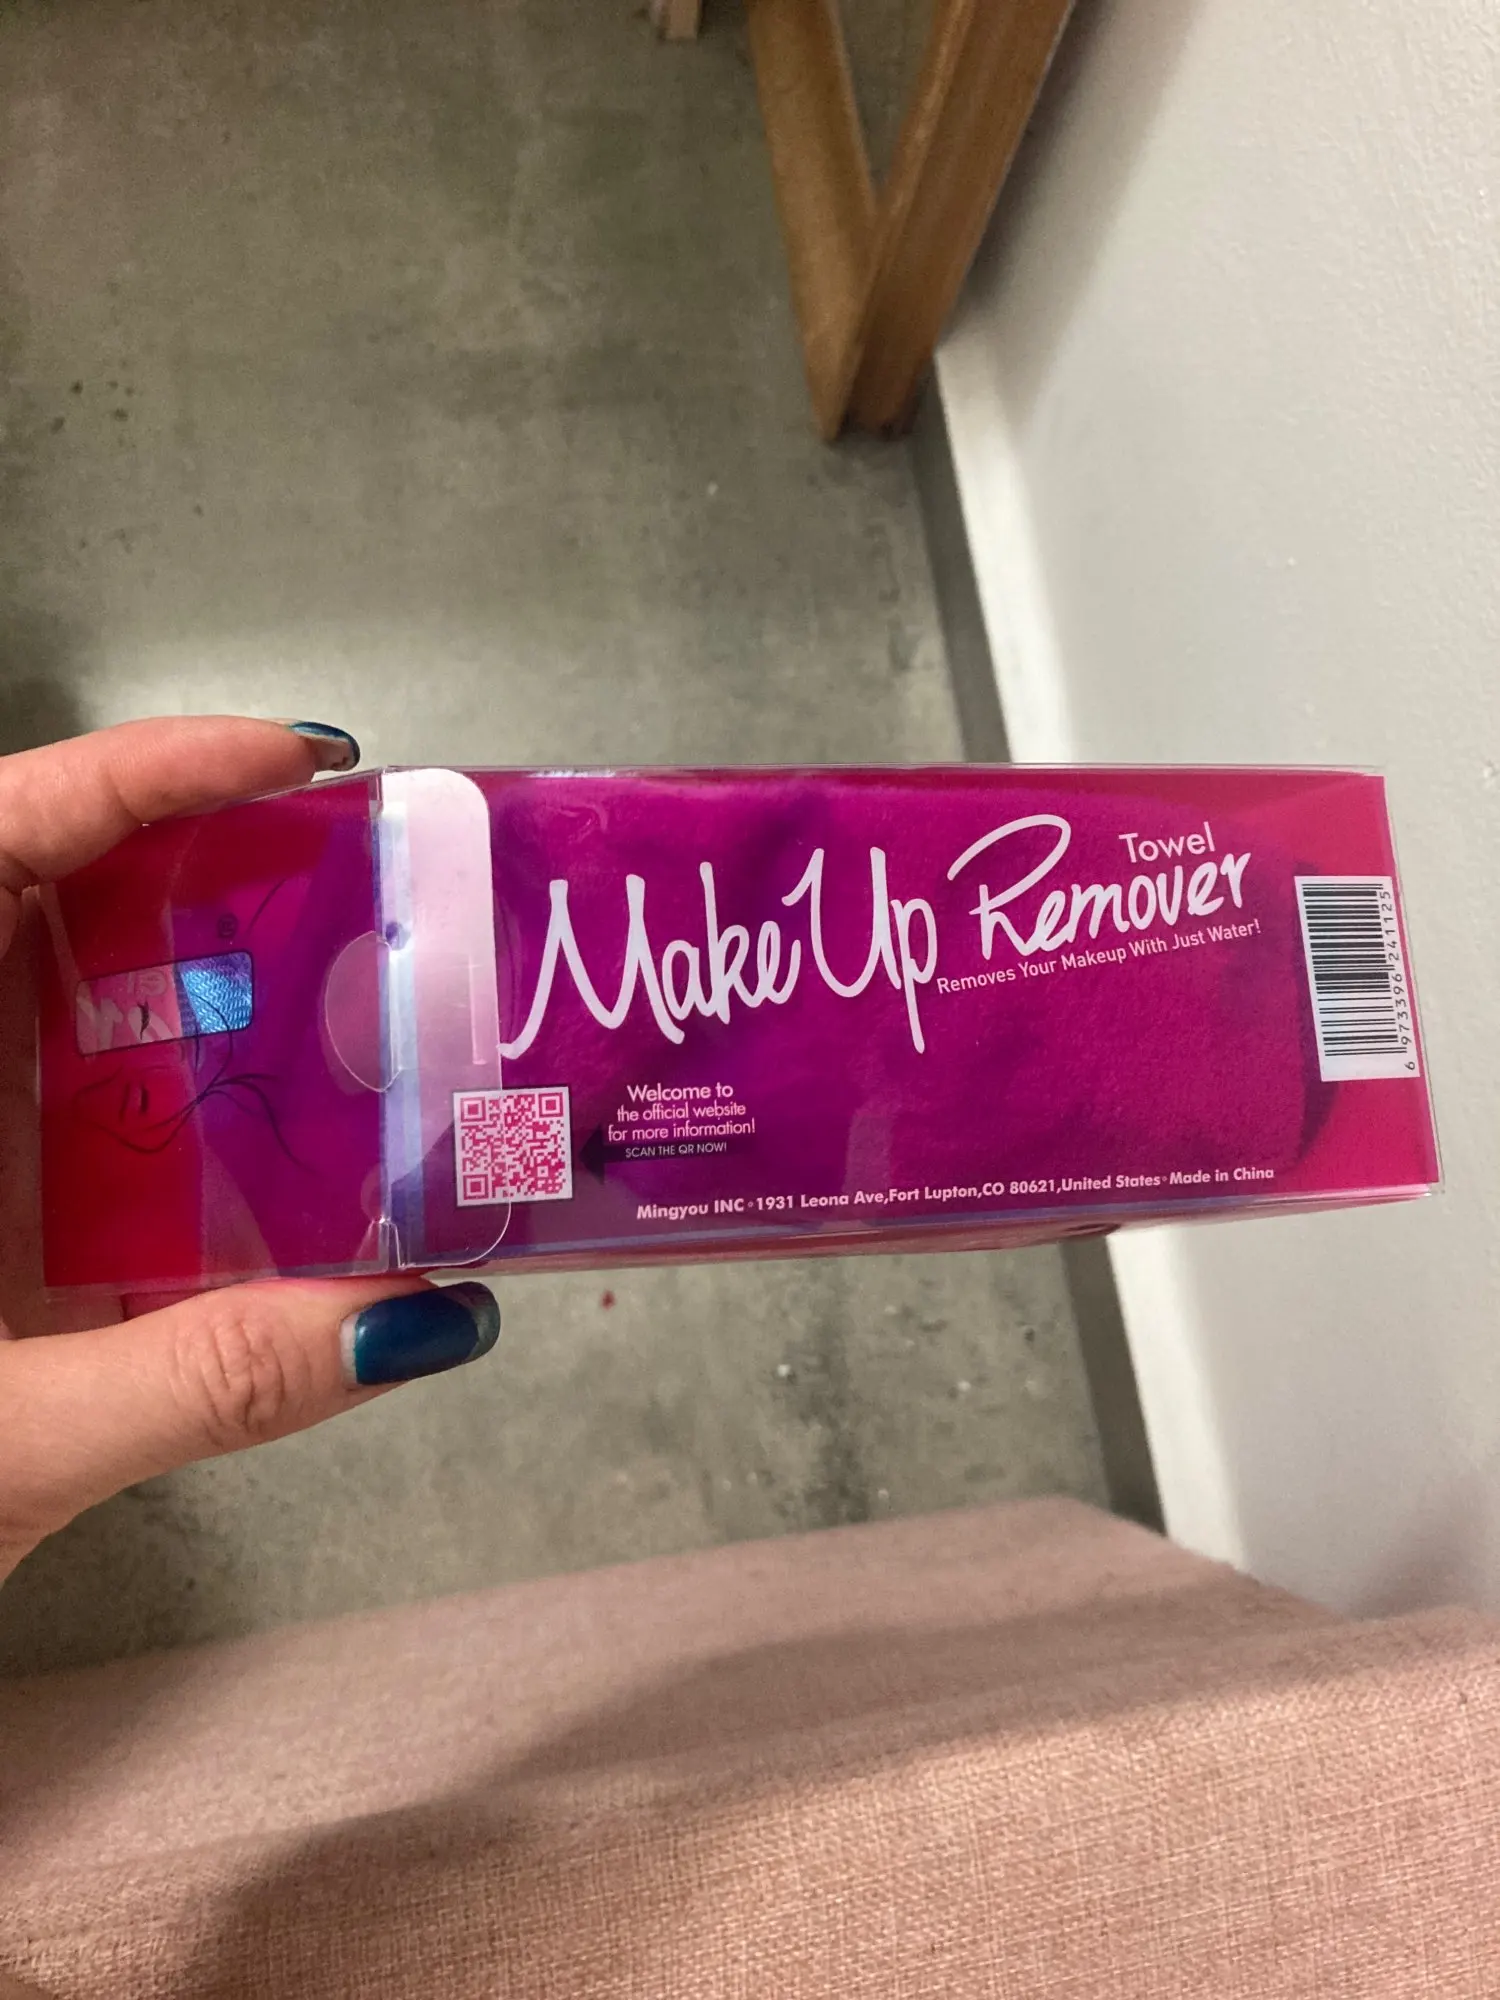 Towel
MakeUp Remover
Removes Your Makeup With Just Water!
Welcome to
the official website
for more information!
SCAN THE QR NOW!
Mingyou INC•1931 Leona Ave,Fort Lupton,CO 80621,United States•Made in China
6 973396 241125
®